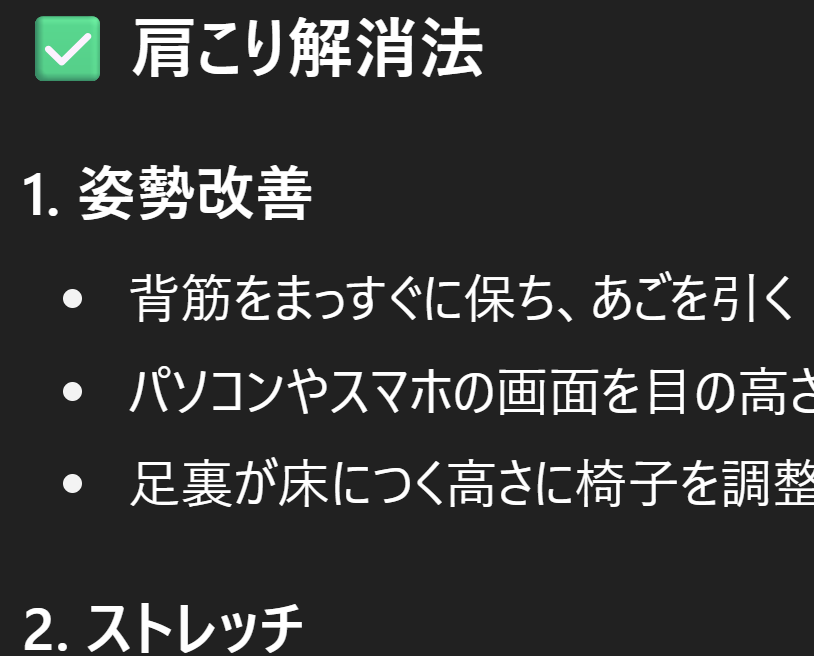 ✅ 肩こり解消法
1. 姿勢改善
• 背筋をまっすぐに保ち、あごを引く
• パソコンやスマホの画面を目の高さ
• 足裏が床につく高さに椅子を調整
2. ストレッチ